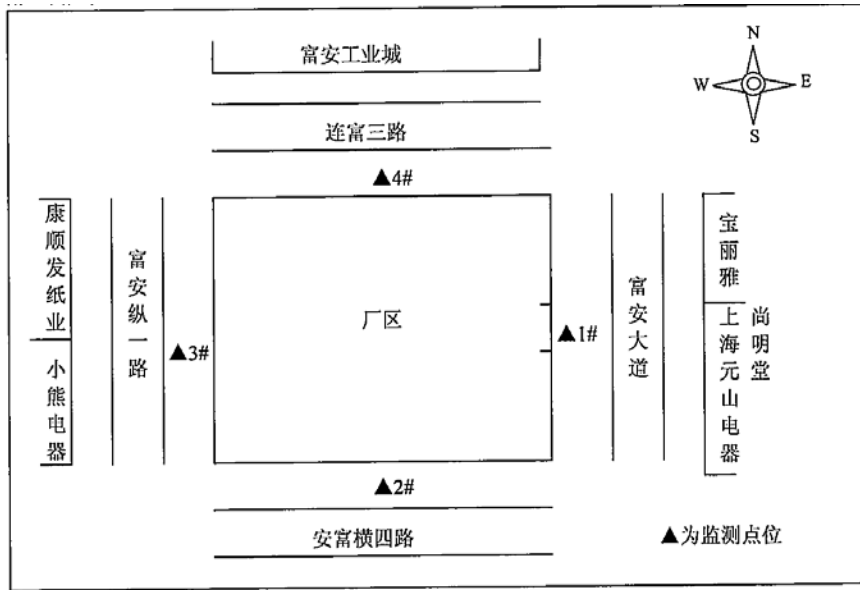 富安工业城
N
W
E
S
连富三路
▲4#
康顺发纸业
小熊电器
富安纵一路
▲3#
厂区
▲1#
富安大道
宝丽雅
尚明堂
上海元山电器
▲2#
安富横四路
▲为监测点位